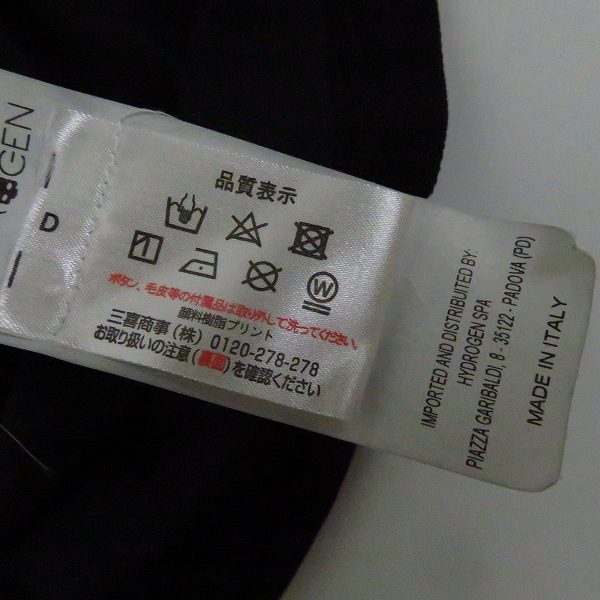 GEN
D
品質表示
W
ボタン、毛皮等の付属品は取り外して洗ってください。
顔料樹脂プリント
三喜商事（株）0120-278-278
お取り扱いの注意（裏面）を確認ください
IMPORTED AND DISTRIBUTED BY:
HYDROGEN SPA
PIAZZA GARIBALDI, 8 - 35122 - PADOVA (PD)
MADE IN ITALY